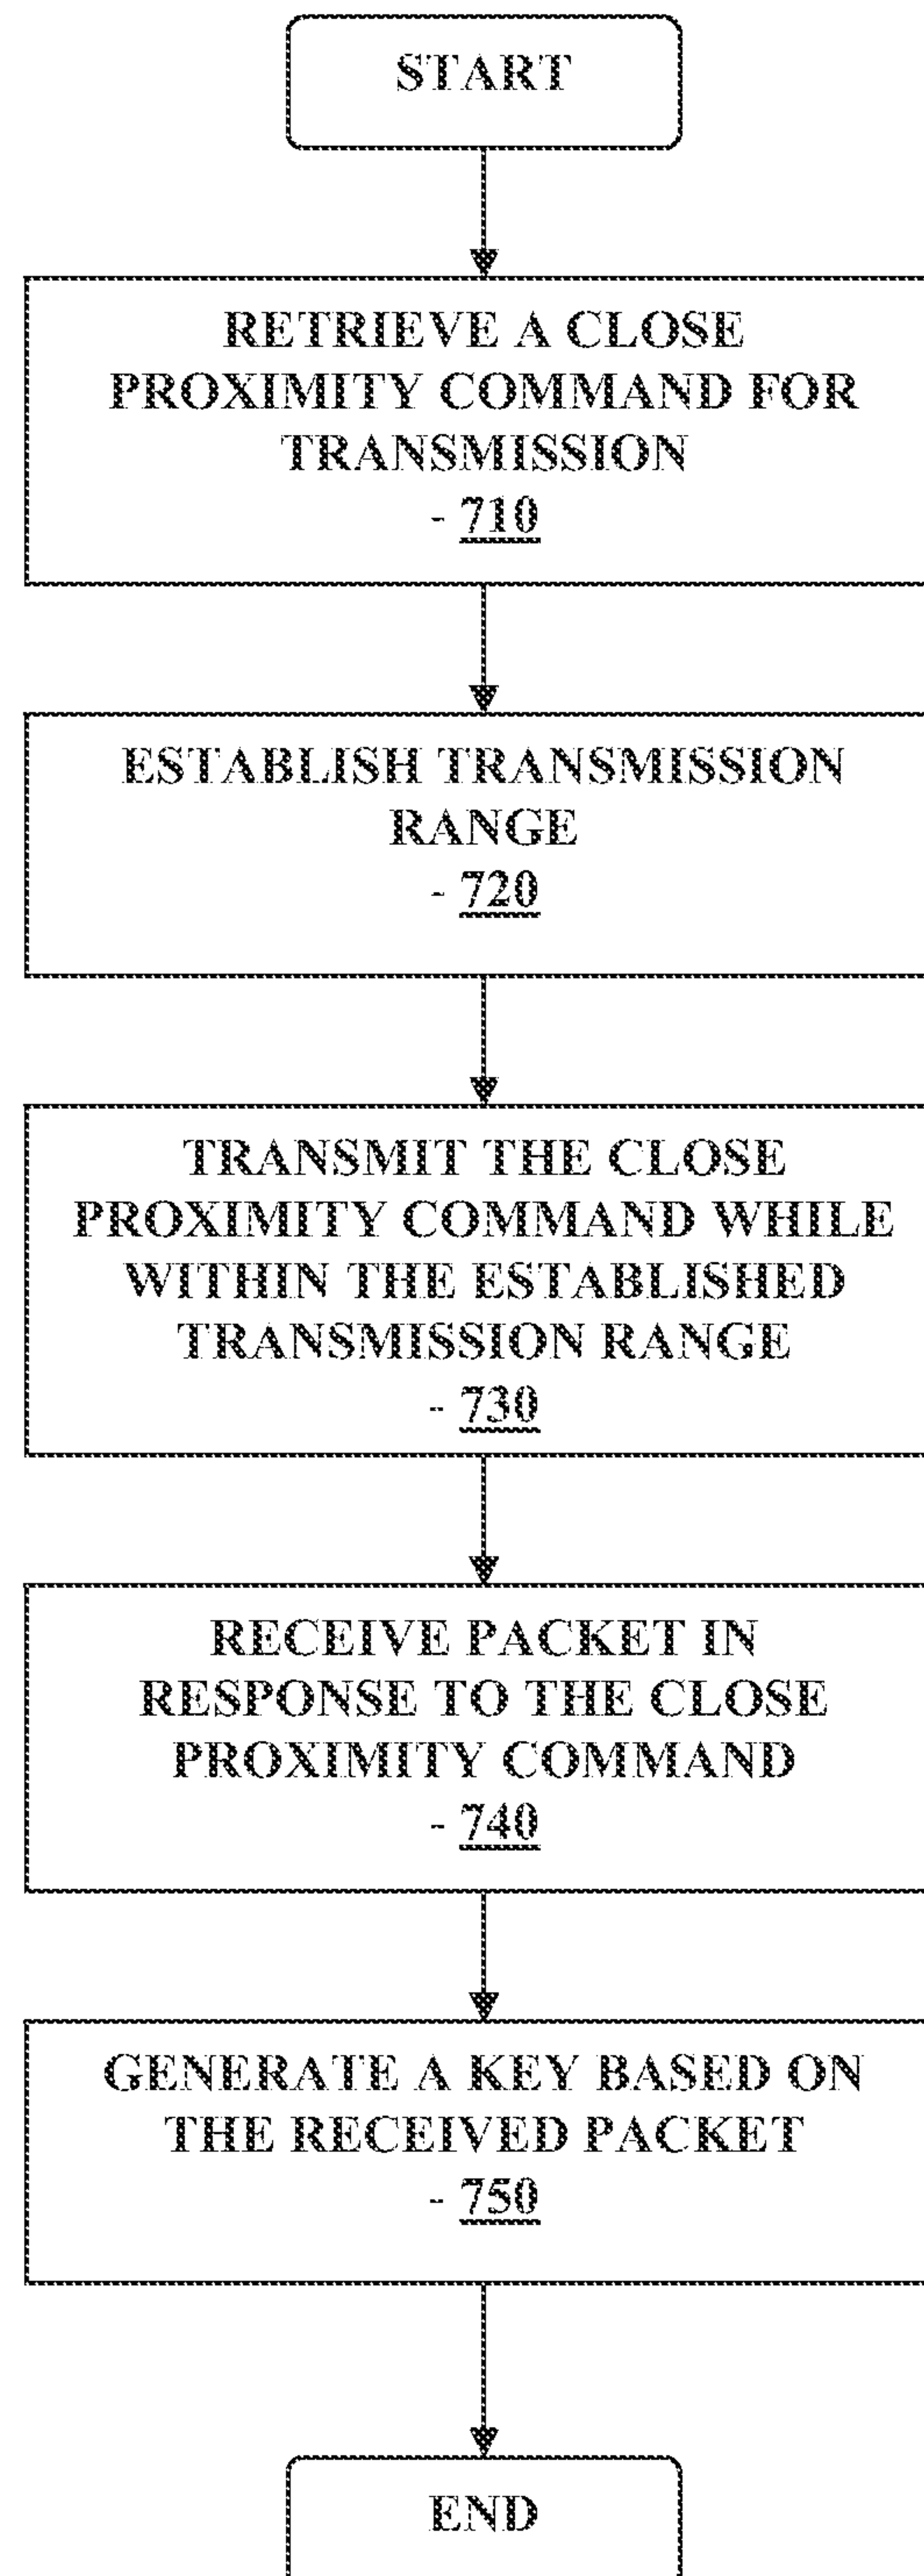 START
RETRIEVE A CLOSE
PROXIMITY COMMAND FOR
TRANSMISSION
- 710
ESTABLISH TRANSMISSION
RANGE
- 720
TRANSMIT THE CLOSE
PROXIMITY COMMAND WHILE
WITHIN THE ESTABLISHED
TRANSMISSION RANGE
- 730
RECEIVE PACKET IN
RESPONSE TO THE CLOSE
PROXIMITY COMMAND
- 740
GENERATE A KEY BASED ON
THE RECEIVED PACKET
- 750
END